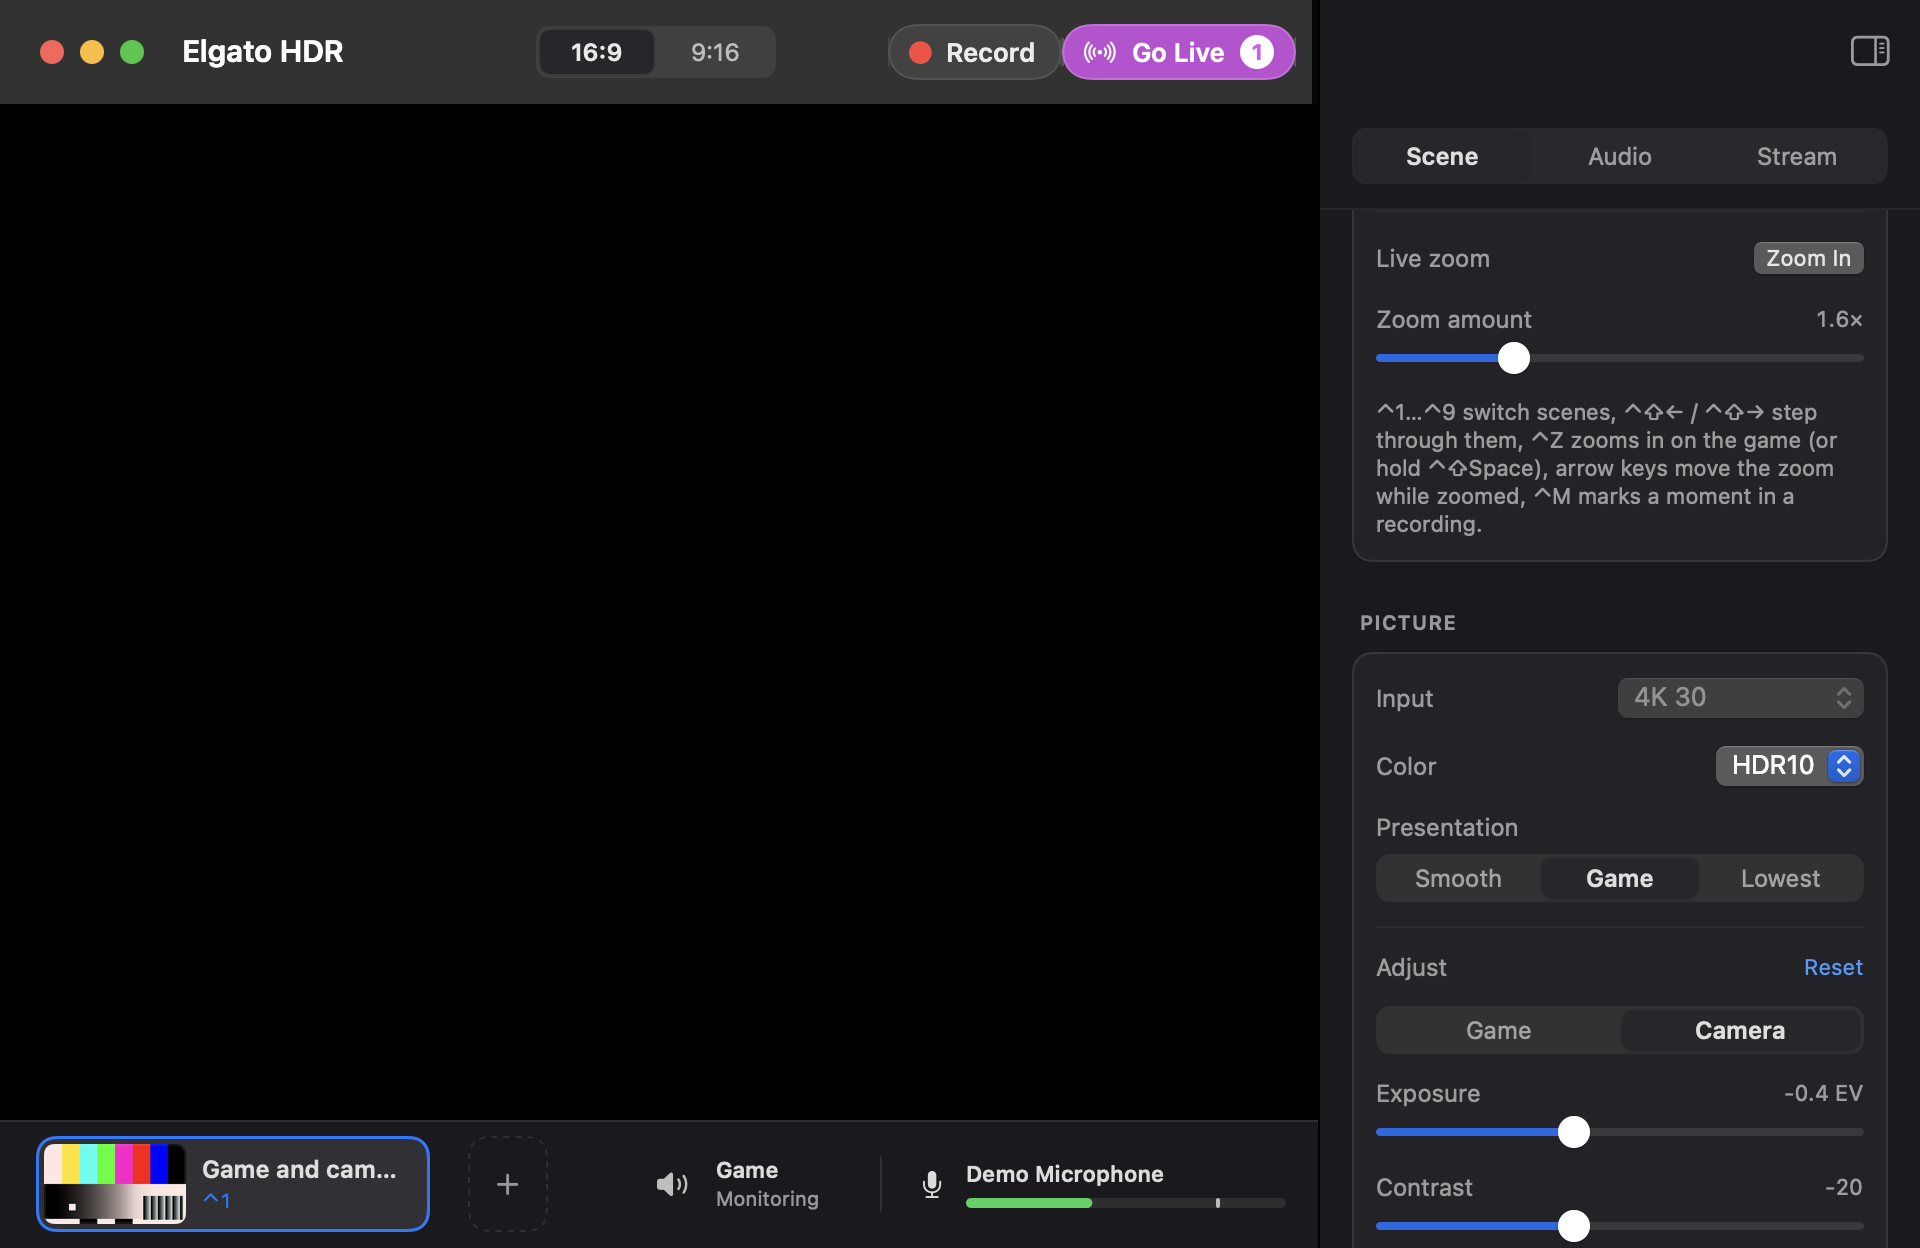 Elgato HDR
16:9
9:16
Record
Go Live
1
Scene
Audio
Stream
Live zoom
Zoom In
Zoom amount
1.6×
^1...^9 switch scenes, ^⇧← / ^⇧→ step
through them, ^Z zooms in on the game (or
hold ^⇧Space), arrow keys move the zoom
while zoomed, ^M marks a moment in a
recording.
PICTURE
Input
4K 30
Color
HDR10
Presentation
Smooth
Game
Lowest
Adjust
Reset
Game
Camera
Exposure
-0.4 EV
Contrast
-20
Game and cam...
^1
+
Game
Monitoring
Demo Microphone